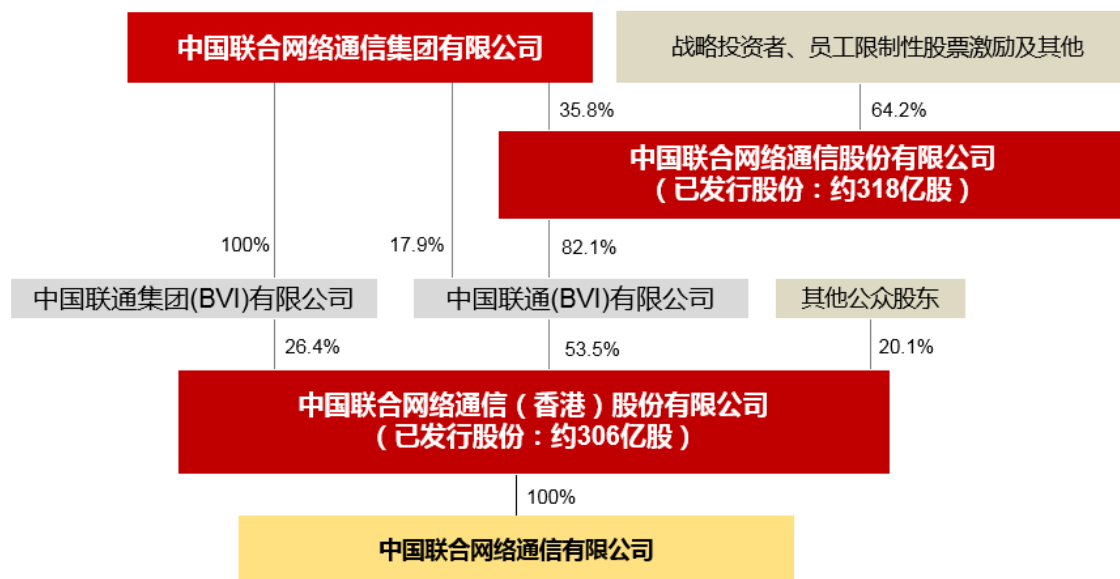 中国联合网络通信集团有限公司
战略投资者、员工限制性股票激励及其他
35.8%
64.2%
中国联合网络通信股份有限公司
（已发行股份：约318亿股）
100%
17.9%
82.1%
中国联通集团(BVI)有限公司
中国联通(BVI)有限公司
其他公众股东
26.4%
53.5%
20.1%
中国联合网络通信（香港）股份有限公司
（已发行股份：约306亿股）
100%
中国联合网络通信有限公司